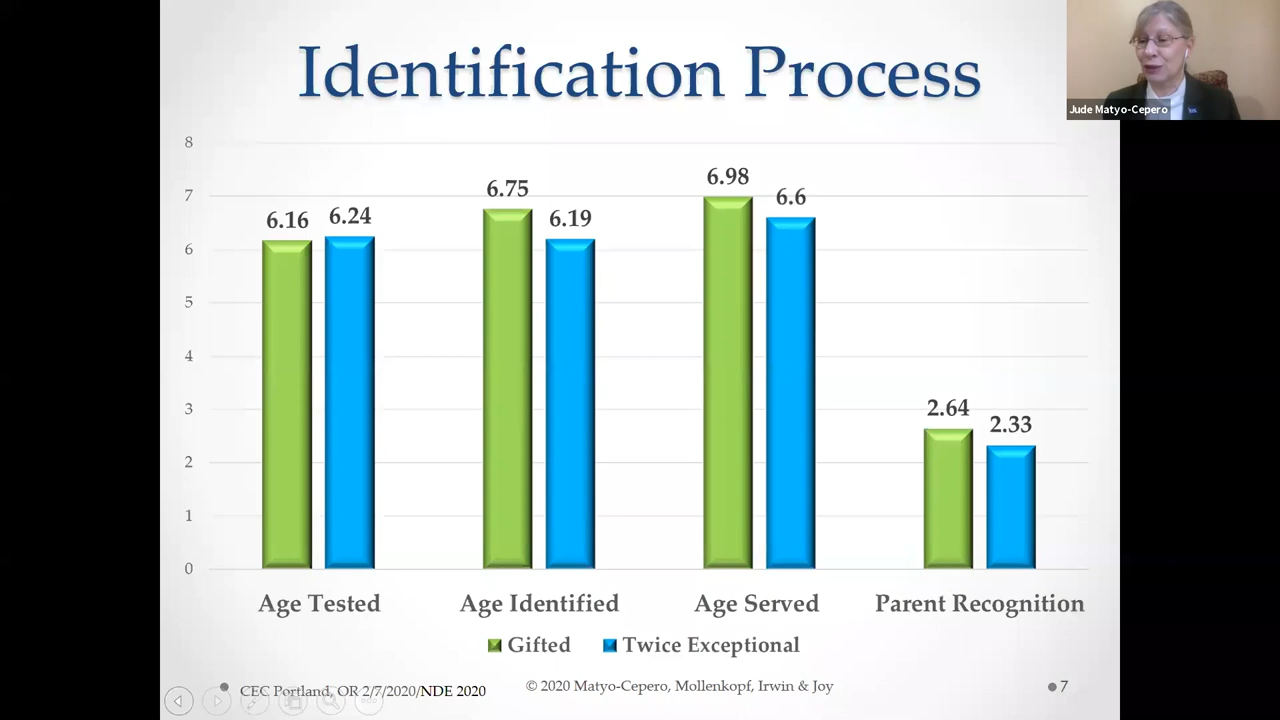 Identification Process
Jude Matyo-Cepero
8
7
6
5
4
3
2
1
0
6.16
6.24
6.75
6.19
6.98
6.6
2.64
2.33
Age Tested
Age Identified
Age Served
Parent Recognition
Gifted
Twice Exceptional
CEC Portland, OR 2/7/2020/NDE 2020
© 2020 Matyo-Cepero, Mollenkopf, Irwin & Joy
7